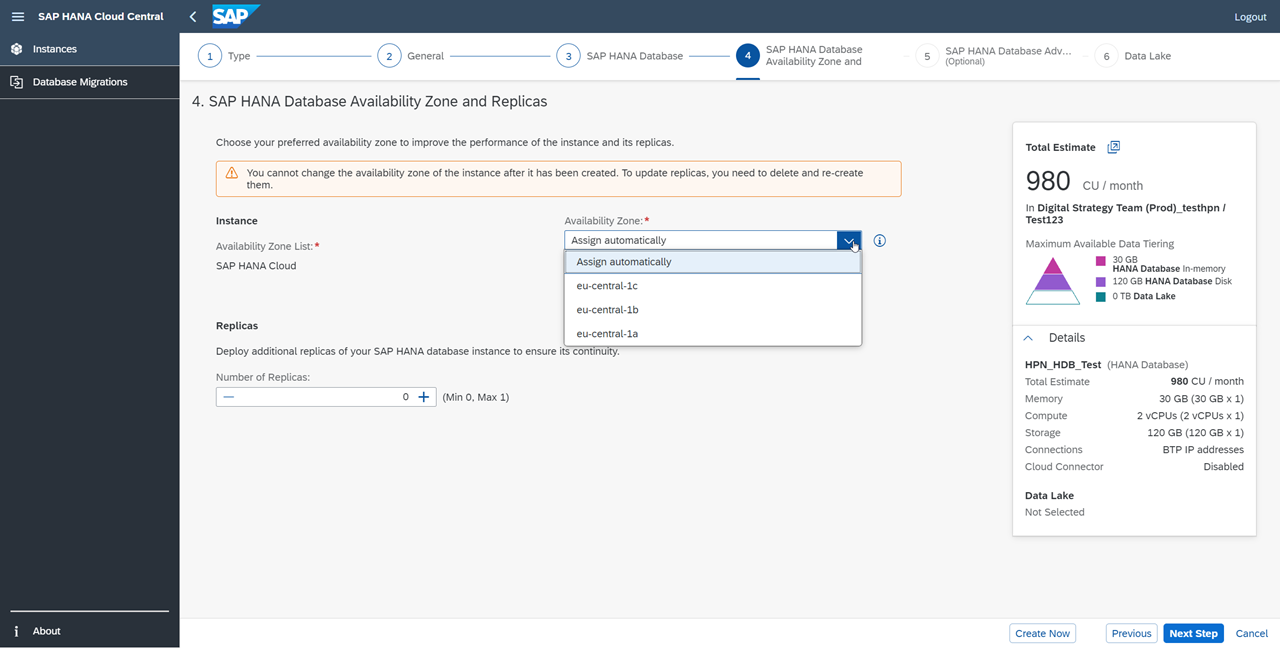 SAP HANA Cloud Central
SAP
Logout
Instances
Database Migrations
1 Type
2 General
3 SAP HANA Database
4 SAP HANA Database
Availability Zone and
5 SAP HANA Database Adv...
(Optional)
6 Data Lake
4. SAP HANA Database Availability Zone and Replicas
Choose your preferred availability zone to improve the performance of the instance and its replicas.
You cannot change the availability zone of the instance after it has been created. To update replicas, you need to delete and re-create
them.
Instance
Availability Zone List:*
SAP HANA Cloud
Availability Zone:*
Assign automatically
Assign automatically
eu-central-1c
eu-central-1b
eu-central-1a
Replicas
Deploy additional replicas of your SAP HANA database instance to ensure its continuity.
Number of Replicas:
0 (Min 0, Max 1)
Total Estimate
980 CU / month
In Digital Strategy Team (Prod)_testhpn /
Test123
Maximum Available Data Tiering
30 GB
HANA Database In-memory
120 GB HANA Database Disk
0 TB Data Lake
Details
HPN_HDB_Test (HANA Database)
Total Estimate 980 CU / month
Memory 30 GB (30 GB x 1)
Compute 2 vCPUs (2 vCPUs x 1)
Storage 120 GB (120 GB x 1)
Connections BTP IP addresses
Cloud Connector Disabled
Data Lake
Not Selected
About
Create Now
Previous
Next Step
Cancel